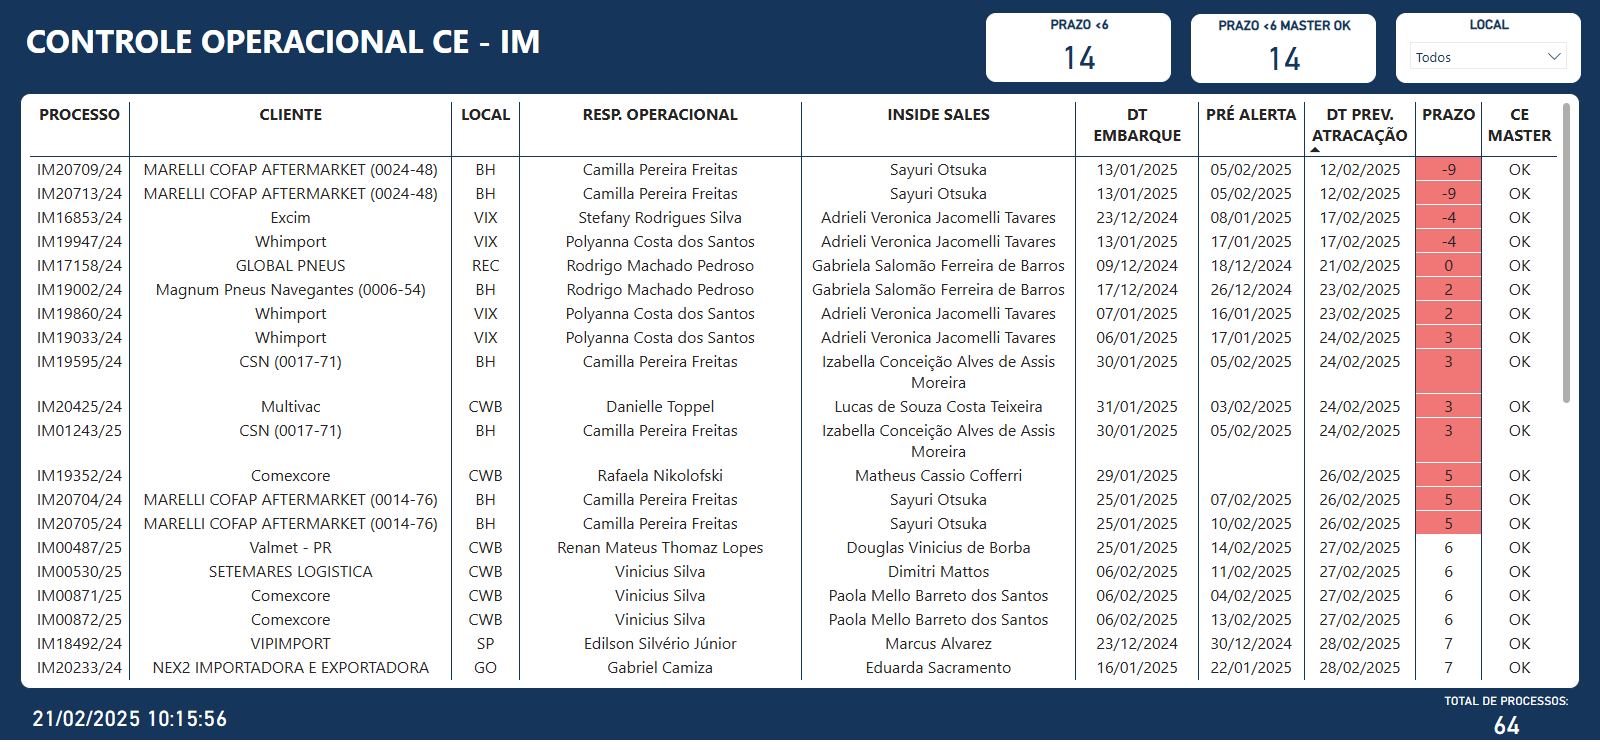 CONTROLE OPERACIONAL CE - IM
PRAZO <6
14
PRAZO <6 MASTER OK
14
LOCAL
Todos
PROCESSO CLIENTE LOCAL RESP. OPERACIONAL INSIDE SALES DT EMBARQUE PRÉ ALERTA DT PREV. ATRACAÇÃO PRAZO CE MASTER
IM20709/24 MARELLI COFAP AFTERMARKET (0024-48) BH Camilla Pereira Freitas Sayuri Otsuka 13/01/2025 05/02/2025 12/02/2025 -9 OK
IM20713/24 MARELLI COFAP AFTERMARKET (0024-48) BH Camilla Pereira Freitas Sayuri Otsuka 13/01/2025 05/02/2025 12/02/2025 -9 OK
IM16853/24 Excim VIX Stefany Rodrigues Silva Adrieli Veronica Jacomelli Tavares 23/12/2024 08/01/2025 17/02/2025 -4 OK
IM19947/24 Whimport VIX Polyanna Costa dos Santos Adrieli Veronica Jacomelli Tavares 13/01/2025 17/01/2025 17/02/2025 -4 OK
IM17158/24 GLOBAL PNEUS REC Rodrigo Machado Pedroso Gabriela Salomão Ferreira de Barros 09/12/2024 18/12/2024 21/02/2025 0 OK
IM19002/24 Magnum Pneus Navegantes (0006-54) BH Rodrigo Machado Pedroso Gabriela Salomão Ferreira de Barros 17/12/2024 26/12/2024 23/02/2025 2 OK
IM19860/24 Whimport VIX Polyanna Costa dos Santos Adrieli Veronica Jacomelli Tavares 07/01/2025 16/01/2025 23/02/2025 2 OK
IM19033/24 Whimport VIX Polyanna Costa dos Santos Adrieli Veronica Jacomelli Tavares 06/01/2025 17/01/2025 24/02/2025 3 OK
IM19595/24 CSN (0017-71) BH Camilla Pereira Freitas Izabella Conceição Alves de Assis Moreira 30/01/2025 05/02/2025 24/02/2025 3 OK
IM20425/24 Multivac CWB Danielle Toppel Lucas de Souza Costa Teixeira 31/01/2025 03/02/2025 24/02/2025 3 OK
IM01243/25 CSN (0017-71) BH Camilla Pereira Freitas Izabella Conceição Alves de Assis Moreira 30/01/2025 05/02/2025 24/02/2025 3 OK
IM19352/24 Comexcore CWB Rafaela Nikolofski Matheus Cassio Cofferri 29/01/2025 26/02/2025 5 OK
IM20704/24 MARELLI COFAP AFTERMARKET (0014-76) BH Camilla Pereira Freitas Sayuri Otsuka 25/01/2025 07/02/2025 26/02/2025 5 OK
IM20705/24 MARELLI COFAP AFTERMARKET (0014-76) BH Camilla Pereira Freitas Sayuri Otsuka 25/01/2025 10/02/2025 26/02/2025 5 OK
IM00487/25 Valmet - PR CWB Renan Mateus Thomaz Lopes Douglas Vinicius de Borba 25/01/2025 14/02/2025 27/02/2025 6 OK
IM00530/25 SETEMARES LOGISTICA CWB Vinicius Silva Dimitri Mattos 06/02/2025 11/02/2025 27/02/2025 6 OK
IM00871/25 Comexcore CWB Vinicius Silva Paola Mello Barreto dos Santos 06/02/2025 04/02/2025 27/02/2025 6 OK
IM00872/25 Comexcore CWB Vinicius Silva Paola Mello Barreto dos Santos 06/02/2025 13/02/2025 27/02/2025 6 OK
IM18492/24 VIPIMPORT SP Edilson Silvério Júnior Marcus Alvarez 23/12/2024 30/12/2024 28/02/2025 7 OK
IM20233/24 NEX2 IMPORTADORA E EXPORTADORA GO Gabriel Camiza Eduarda Sacramento 16/01/2025 22/01/2025 28/02/2025 7 OK
21/02/2025 10:15:56
TOTAL DE PROCESSOS:
64